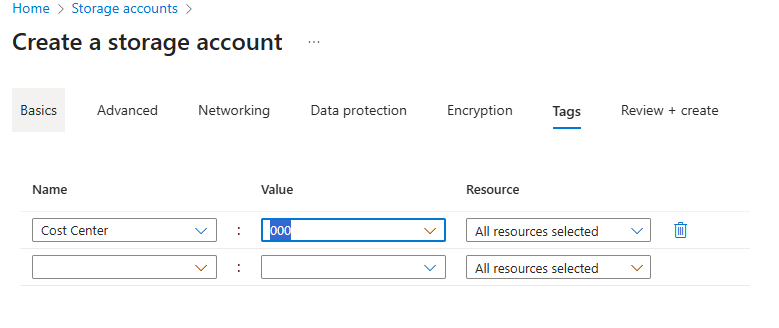 Home > Storage accounts >
Create a storage account ...
Basics Advanced Networking Data protection Encryption Tags Review + create
Name Value Resource
Cost Center : 000 All resources selected
: All resources selected